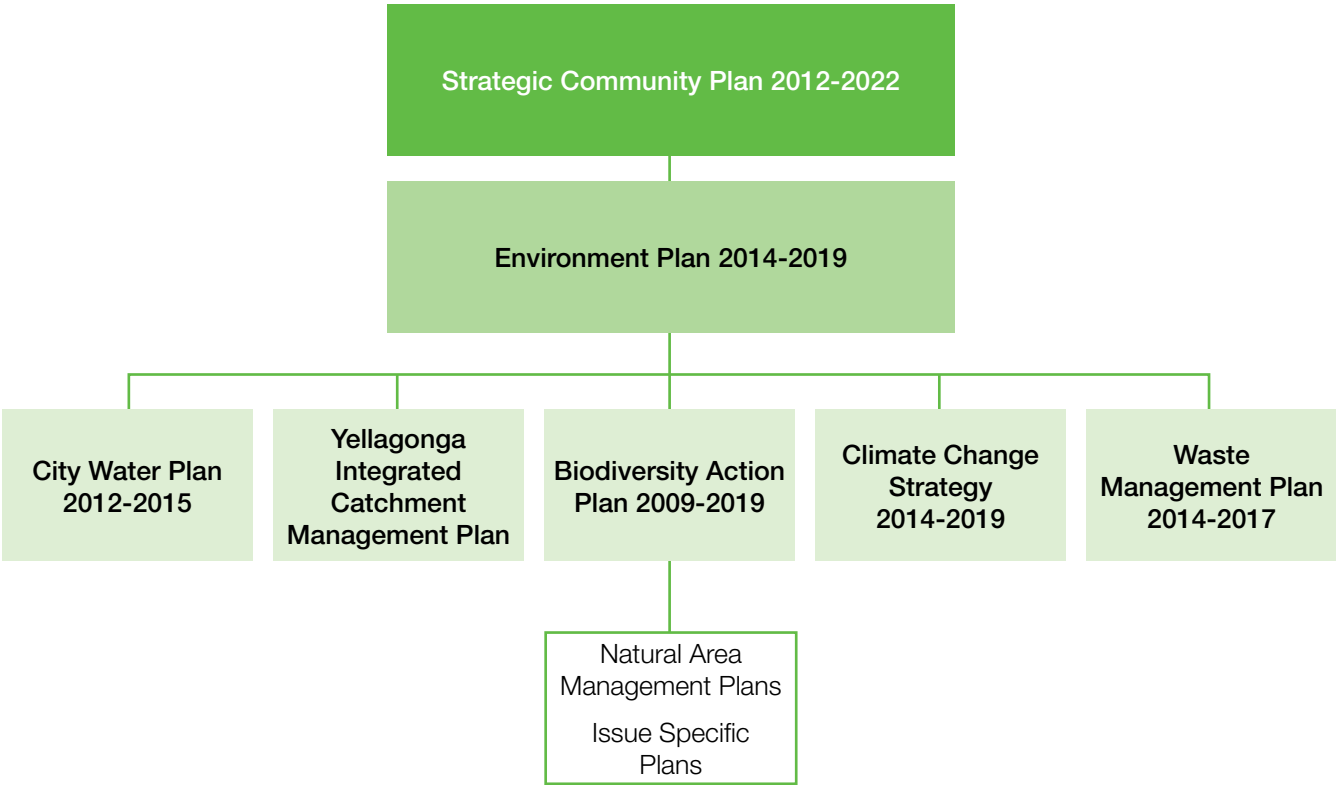 Strategic Community Plan 2012-2022
Environment Plan 2014-2019
City Water Plan
2012-2015
Yellagonga
Integrated
Catchment
Management Plan
Biodiversity Action
Plan 2009-2019
Climate Change
Strategy
2014-2019
Waste
Management Plan
2014-2017
Natural Area
Management Plans
Issue Specific
Plans